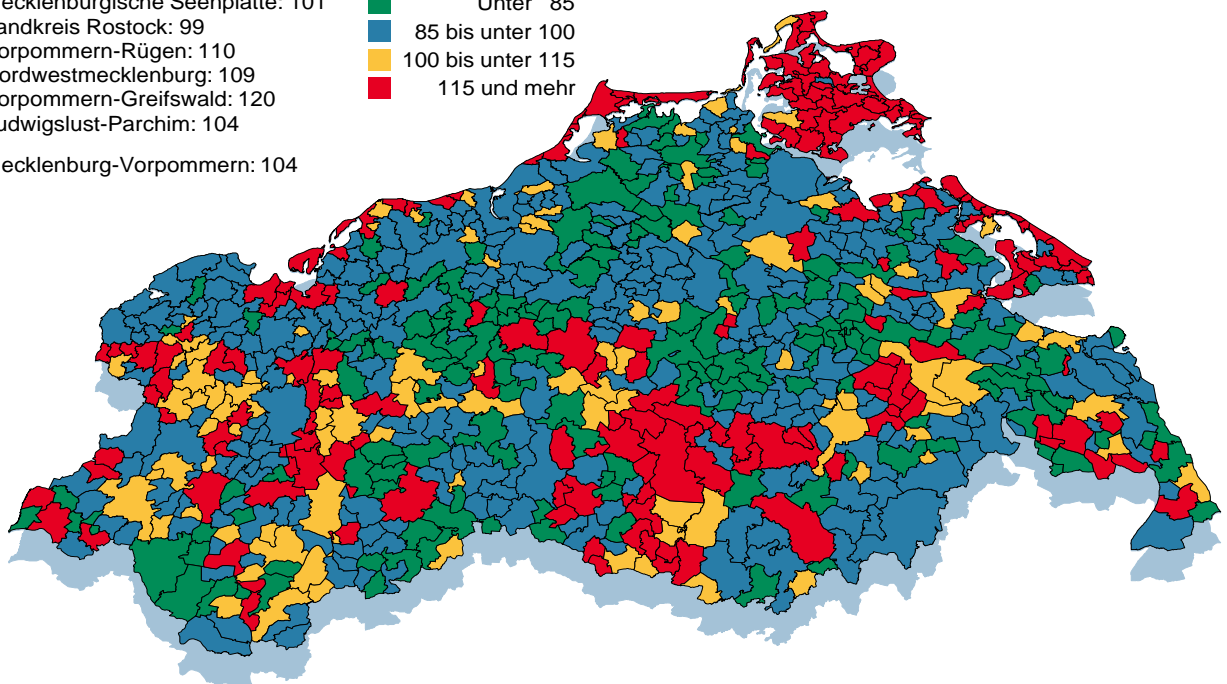 ecklenburgische Seenplatte: 101
andkreis Rostock: 99
orpommern-Rügen: 110
ordwestmecklenburg: 109
orpommern-Greifswald: 120
udwigslust-Parchim: 104
ecklenburg-Vorpommern: 104
Unter 85
85 bis unter 100
100 bis unter 115
115 und mehr